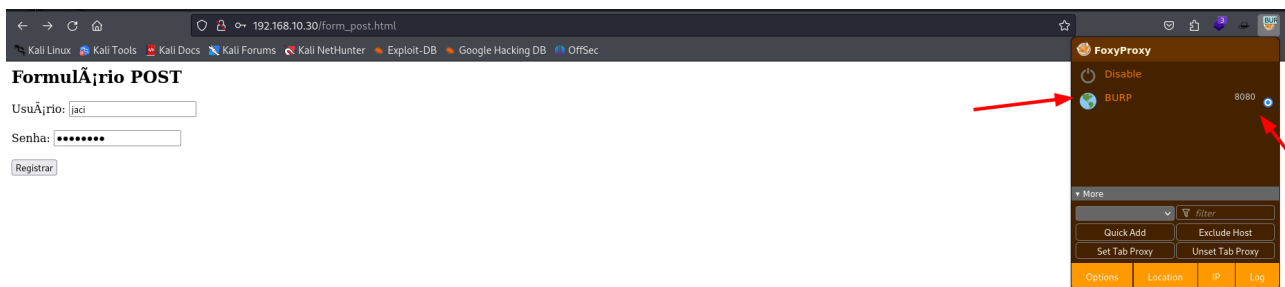 192.168.10.30/form_post.html
Kali Linux Kali Tools Kali Docs Kali Forums Kali NetHunter Exploit-DB Google Hacking DB OffSec
FormulÃ¡rio POST
UsuÃ¡rio: jaci
Senha: ••••••••
Registrar
3
BUR
FoxyProxy
Disable
BURP 8080
▾ More
filter
Quick Add Exclude Host
Set Tab Proxy Unset Tab Proxy
Options Location IP Log